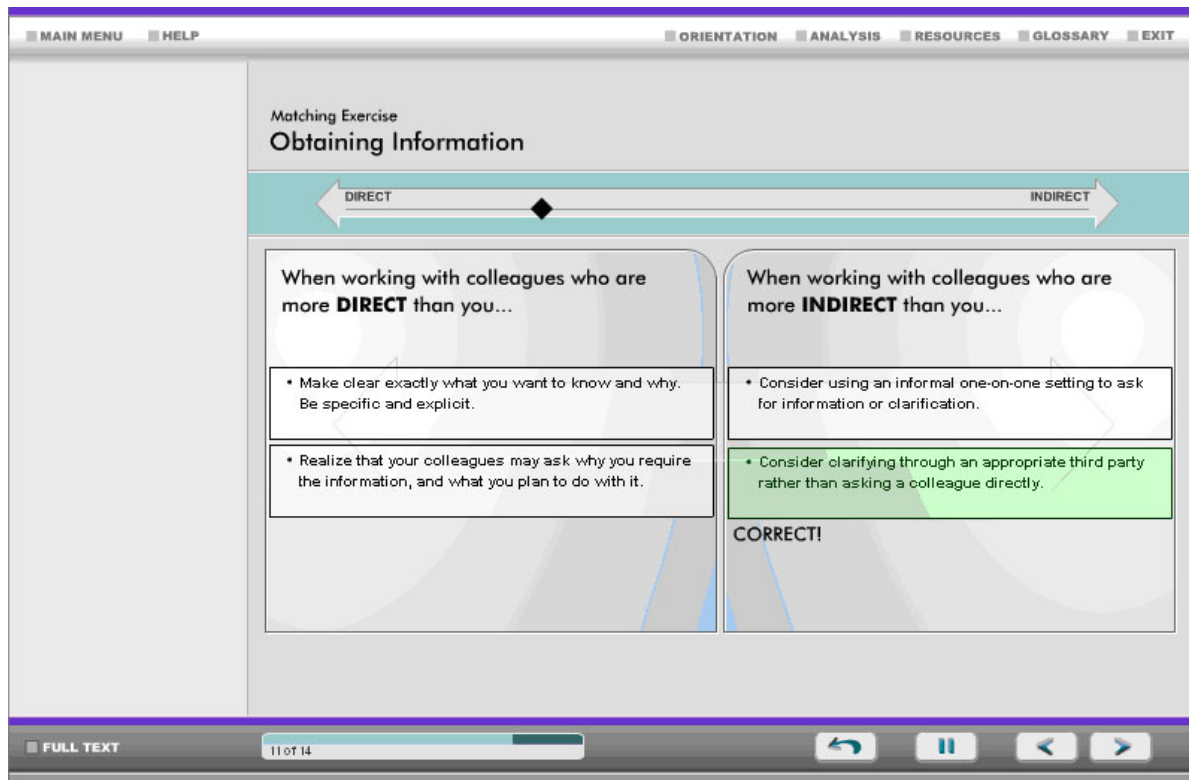 MAIN MENU HELP ORIENTATION ANALYSIS RESOURCES GLOSSARY EXIT
Matching Exercise
Obtaining Information
DIRECT INDIRECT
When working with colleagues who are
more DIRECT than you...
• Make clear exactly what you want to know and why.
Be specific and explicit.
• Realize that your colleagues may ask why you require
the information, and what you plan to do with it.
When working with colleagues who are
more INDIRECT than you...
• Consider using an informal one-on-one setting to ask
for information or clarification.
• Consider clarifying through an appropriate third party
rather than asking a colleague directly.
CORRECT!
FULL TEXT 11 of 14